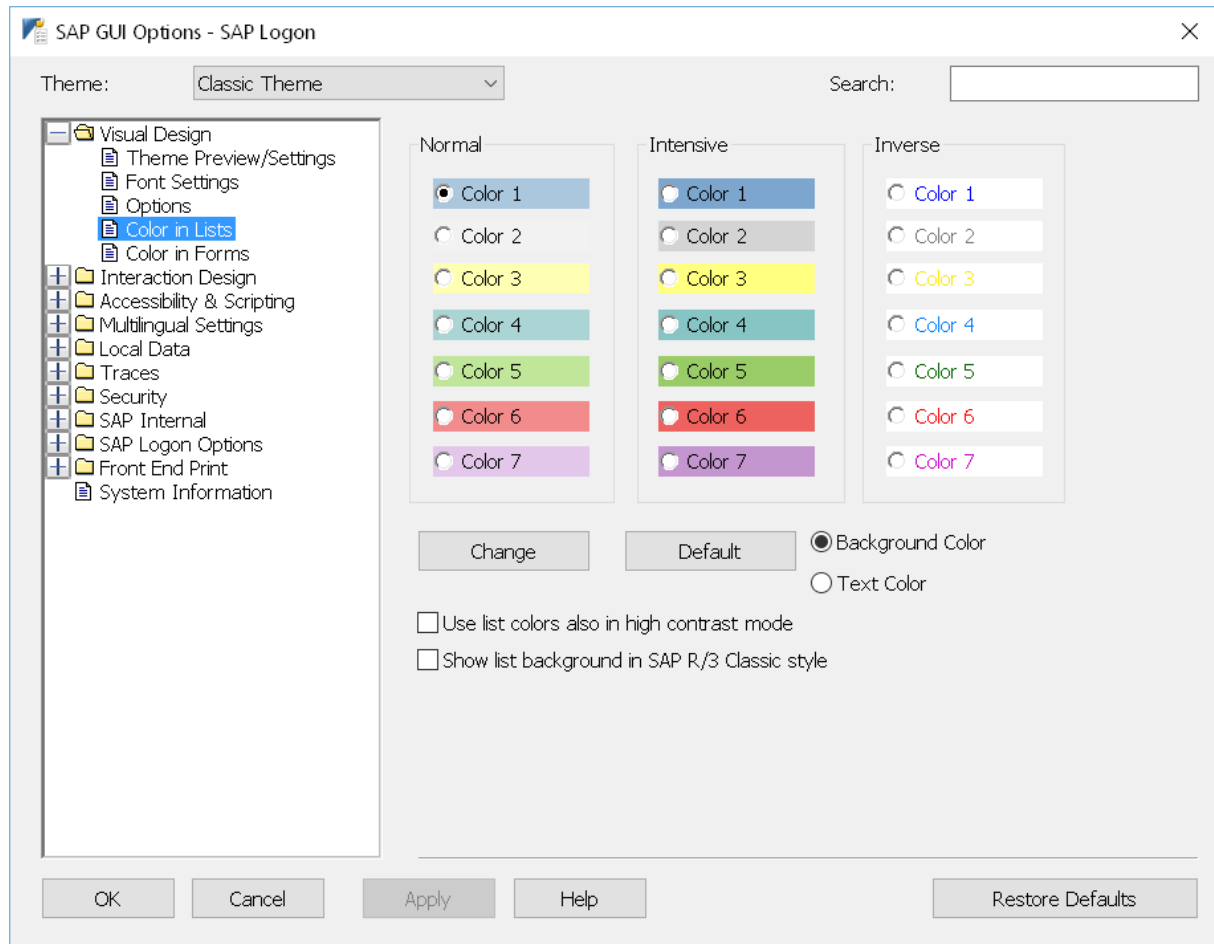 SAP GUI Options - SAP Logon
Theme: Classic Theme Search:
Visual Design
Theme Preview/Settings
Font Settings
Options
Color in Lists
Color in Forms
Interaction Design
Accessibility & Scripting
Multilingual Settings
Local Data
Traces
Security
SAP Internal
SAP Logon Options
Front End Print
System Information
Normal Intensive Inverse
Color 1 Color 1 Color 1
Color 2 Color 2 Color 2
Color 3 Color 3 Color 3
Color 4 Color 4 Color 4
Color 5 Color 5 Color 5
Color 6 Color 6 Color 6
Color 7 Color 7 Color 7
Change Default Background Color
Text Color
Use list colors also in high contrast mode
Show list background in SAP R/3 Classic style
OK Cancel Apply Help Restore Defaults